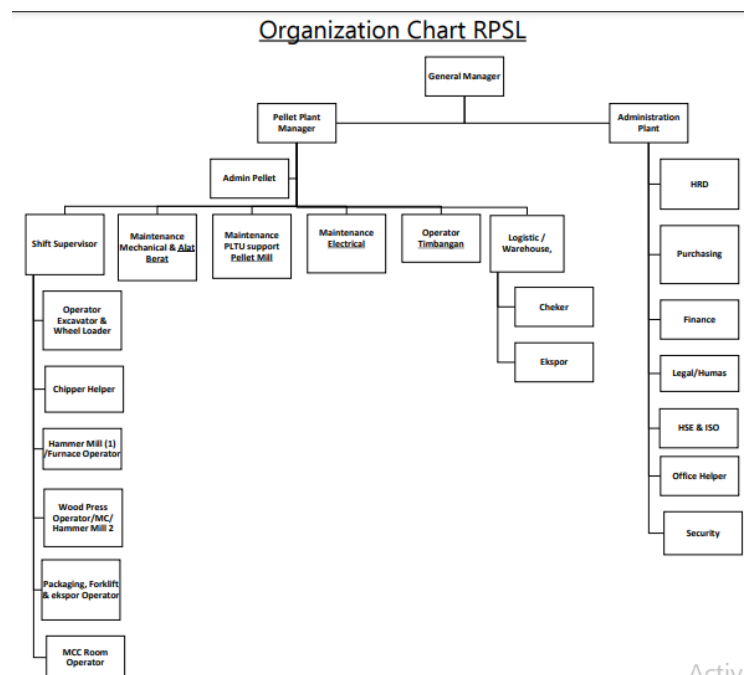 Organization Chart RPSL
General Manager
Pellet Plant
Manager
Administration
Plant
Admin Pellet
HRD
Shift Supervisor
Maintenance
Mechanical & Alat
Berat
Maintenance
PLTU support
Pellet Mill
Maintenance
Electrical
Operator
Timbangan
Logistic /
Warehouse,
Purchasing
Operator
Excavator &
Wheel Loader
Cheker
Finance
Ekspor
Legal/Humas
Chipper Helper
HSE & ISO
Hammer Mill (1)
/Furnace Operator
Office Helper
Wood Press
Operator/MC/
Hammer Mill 2
Security
Packaging, Forklift
& ekspor Operator
MCC Room
Operator
Activ